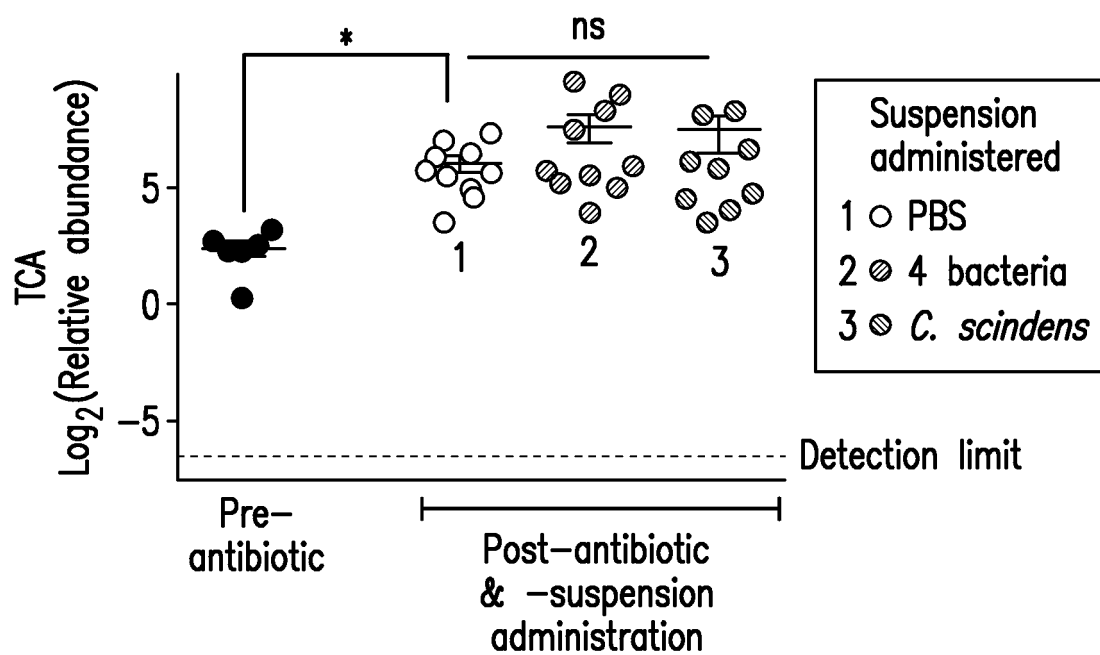 *
ns
TCA
Log2(Relative abundance)
5
0
−5
1
2
3
Detection limit
Pre−
antibiotic
Post−antibiotic
& −suspension
administration
Suspension
administered
1 PBS
2 4 bacteria
3 C. scindens